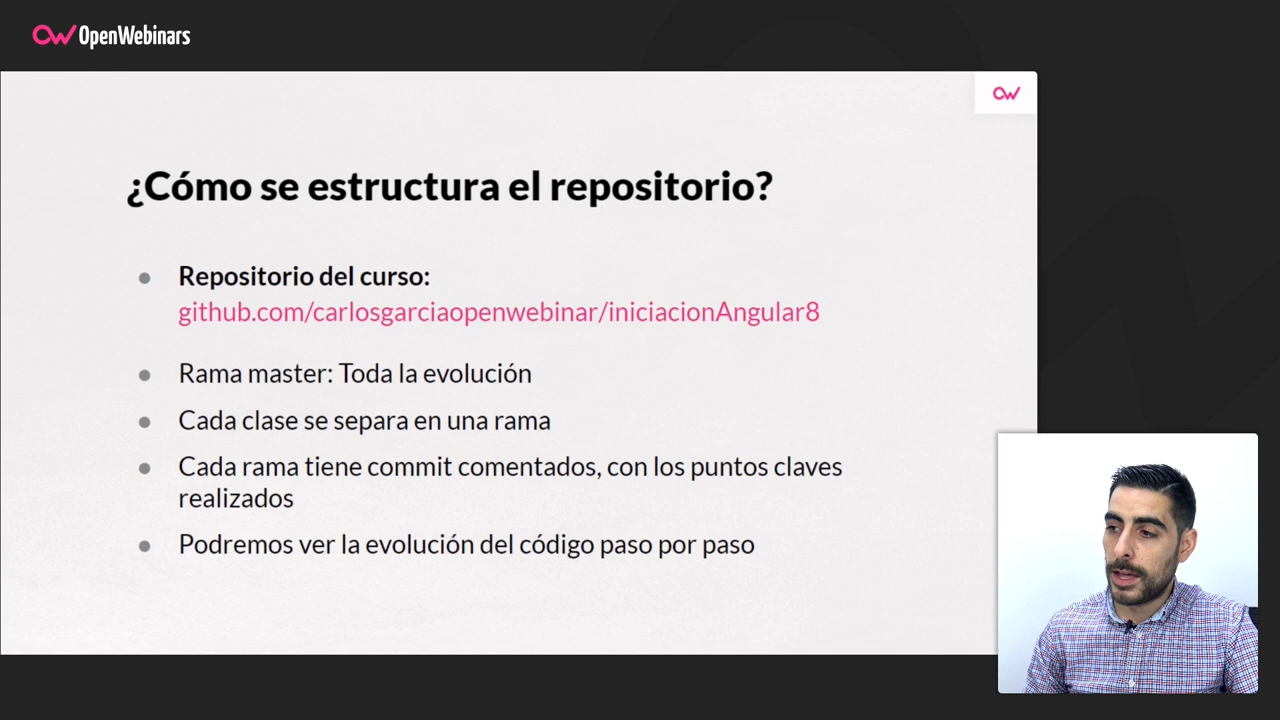 OpenWebinars
¿Cómo se estructura el repositorio?
Repositorio del curso:
github.com/carlosgarciaopenwebinar/iniciacionAngular8
Rama master: Toda la evolución
Cada clase se separa en una rama
Cada rama tiene commit comentados, con los puntos claves
realizados
Podremos ver la evolución del código paso por paso